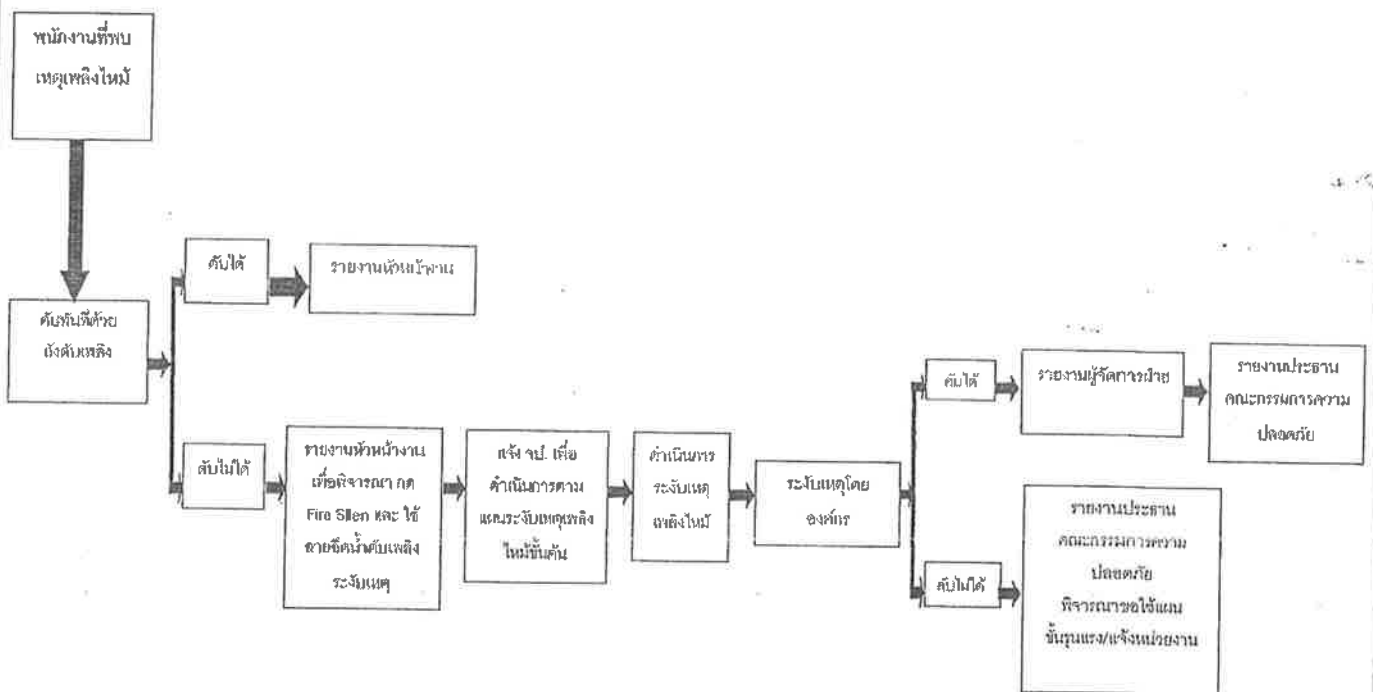 พนักงานที่พบ
เหตุเพลิงไหม้
ดับทันทีด้วย
ถังดับเพลิง
ดับได้
รายงานหัวหน้างาน
ดับไม่ได้
รายงานหัวหน้างาน
เพื่อพิจารณา กด
Fira Silen และ ใช้
สายฉีดน้ำดับเพลิง
ระงับเหตุ
แจ้ง จป. เพื่อ
ดำเนินการตาม
แผนระงับเหตุเพลิง
ไหม้ขั้นต้น
ดำเนินการ
ระงับเหตุ
เพลิงไหม้
ระงับเหตุโดย
องค์กร
ดับได้
รายงานผู้จัดการฝ่าย
รายงานประธาน
คณะกรรมการความ
ปลอดภัย
ดับไม่ได้
รายงานประธาน
คณะกรรมการความ
ปลอดภัย
พิจารณาขอใช้แผน
ขั้นรุนแรง/แจ้งหน่วยงาน